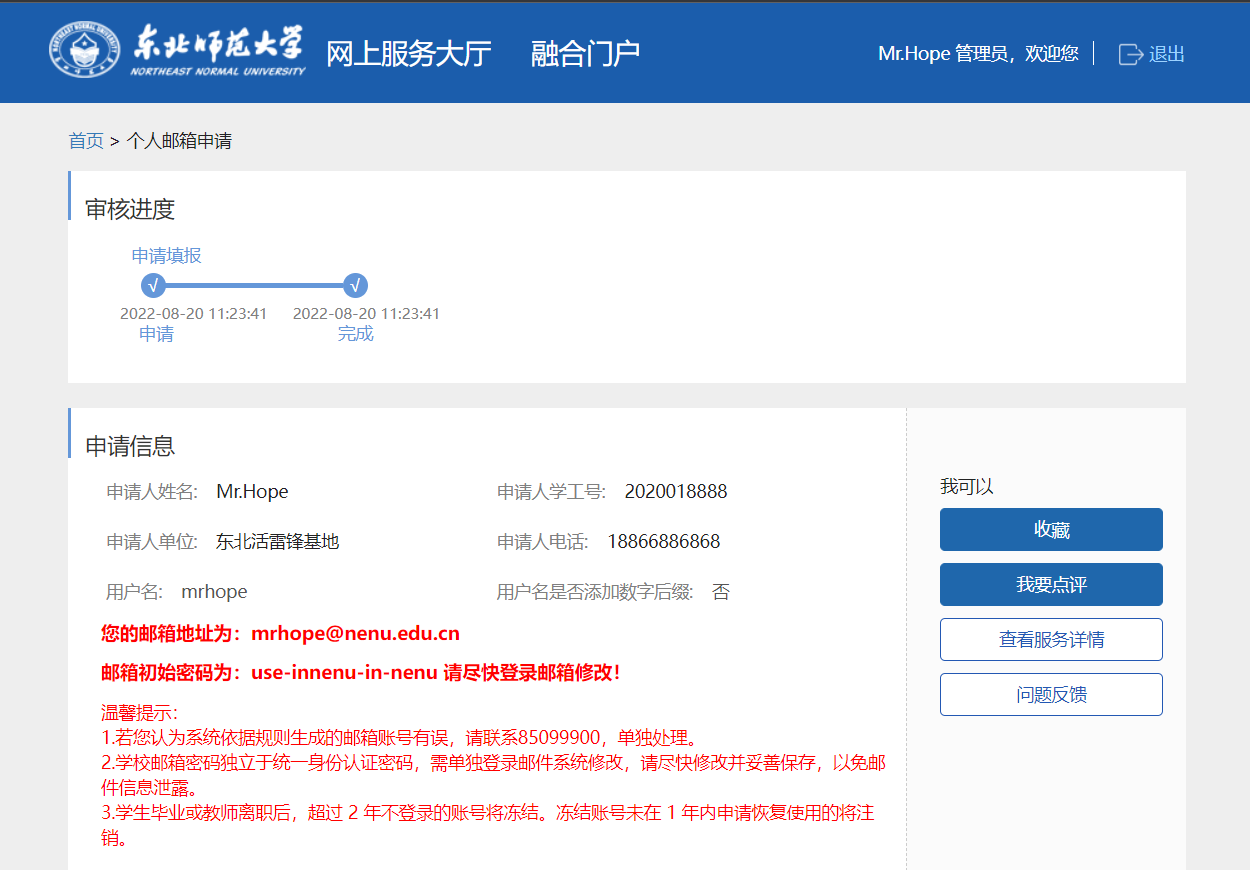 东北师范大学
NORTHEAST NORMAL UNIVERSITY
网上服务大厅 融合门户
Mr.Hope 管理员，欢迎您 退出
首页 > 个人邮箱申请
审核进度
申请填报
√ √
2022-08-20 11:23:41 2022-08-20 11:23:41
申请 完成
申请信息
申请人姓名: Mr.Hope 申请人学工号: 2020018888
申请人单位: 东北活雷锋基地 申请人电话: 18866886868
用户名: mrhope 用户名是否添加数字后缀: 否
您的邮箱地址为：mrhope@nenu.edu.cn
邮箱初始密码为：use-innenu-in-nenu 请尽快登录邮箱修改！
温馨提示:
1.若您认为系统依据规则生成的邮箱账号有误，请联系85099900，单独处理。
2.学校邮箱密码独立于统一身份认证密码，需单独登录邮件系统修改，请尽快修改并妥善保存，以免邮
件信息泄露。
3.学生毕业或教师离职后，超过 2 年不登录的账号将冻结。冻结账号未在 1 年内申请恢复使用的将注
销。
我可以
收藏
我要点评
查看服务详情
问题反馈